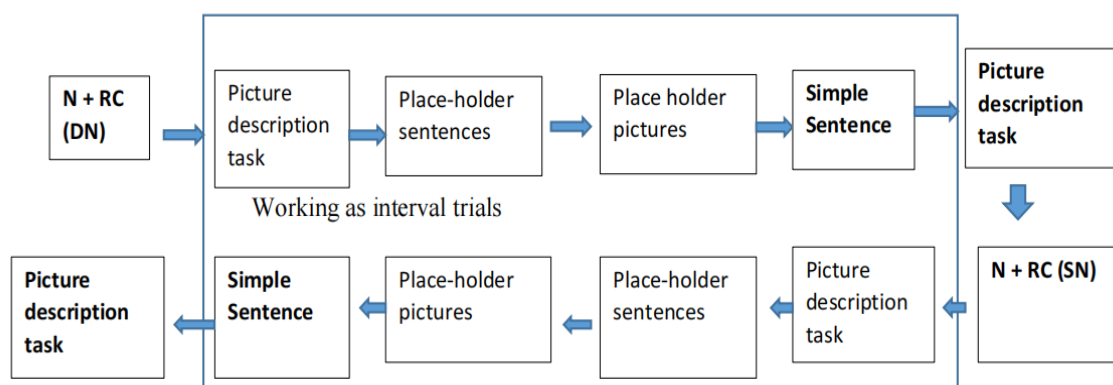 N + RC
(DN)
Picture
description
task
Place-holder
sentences
Place holder
pictures
Simple
Sentence
Picture
description
task
Working as interval trials
Picture
description
task
Simple
Sentence
Place-holder
pictures
Place-holder
sentences
Picture
description
task
N + RC (SN)